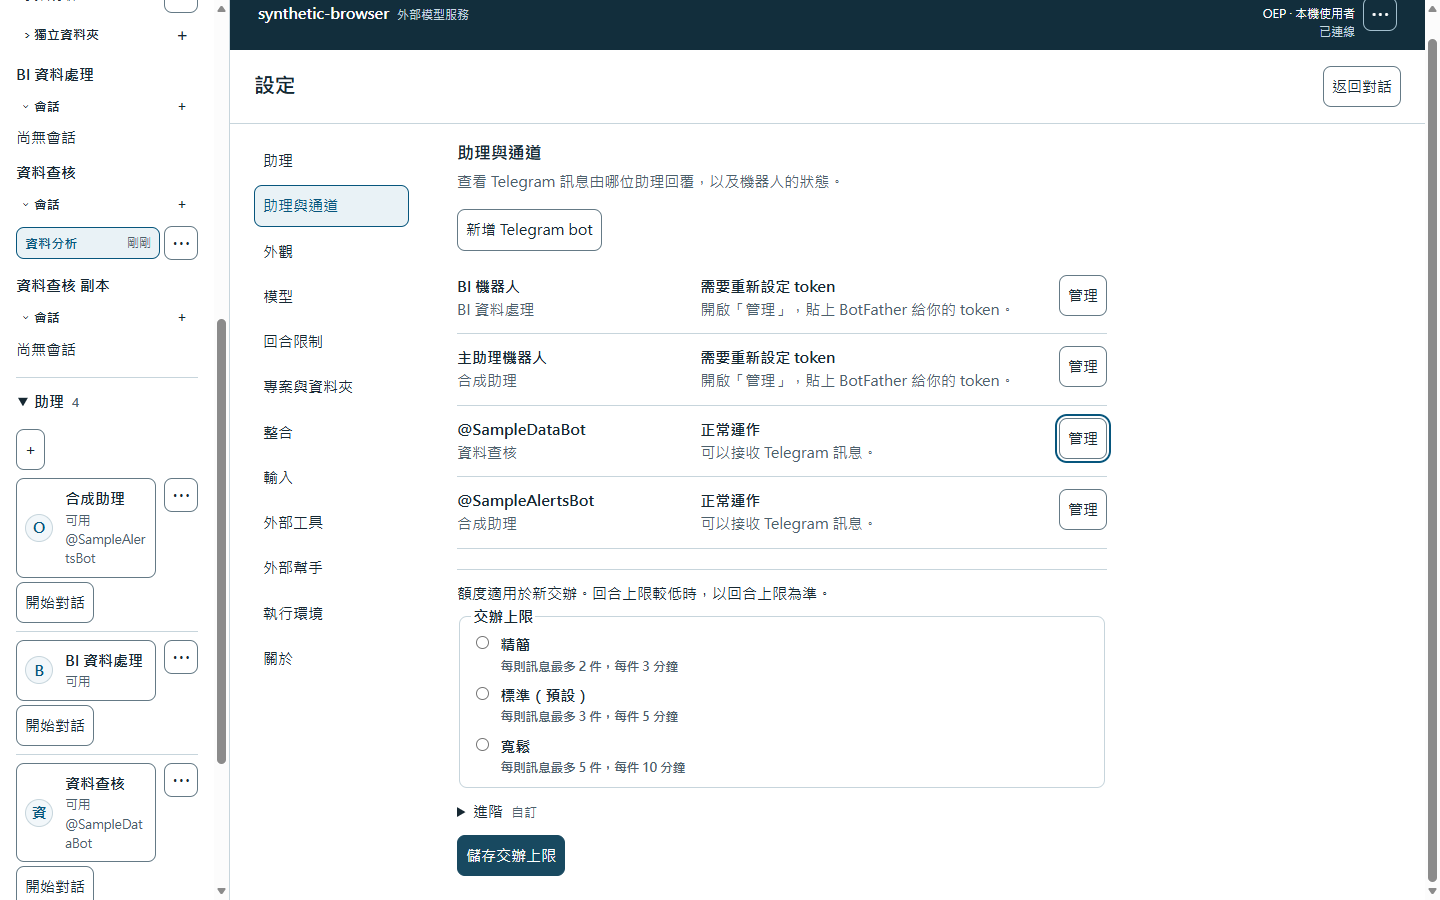 獨立資料夾
+
BI 資料處理
會話
+
尚無會話
資料查核
會話
+
資料分析 剛剛
...
資料查核 副本
會話
+
尚無會話
助理 4
+
O
合成助理
可用
@SampleAler
tsBot
...
開始對話
B
BI 資料處理
可用
...
開始對話
資
資料查核
可用
@SampleDat
aBot
...
開始對話
synthetic-browser 外部模型服務
OEP · 本機使用者
已連線
...
設定
返回對話
助理
助理與通道
外觀
模型
回合限制
專案與資料夾
整合
輸入
外部工具
外部幫手
執行環境
關於
助理與通道
查看 Telegram 訊息由哪位助理回覆，以及機器人的狀態。
新增 Telegram bot
BI 機器人
BI 資料處理
需要重新設定 token
開啟「管理」，貼上 BotFather 給你的 token。
管理
主助理機器人
合成助理
需要重新設定 token
開啟「管理」，貼上 BotFather 給你的 token。
管理
@SampleDataBot
資料查核
正常運作
可以接收 Telegram 訊息。
管理
@SampleAlertsBot
合成助理
正常運作
可以接收 Telegram 訊息。
管理
額度適用於新交辦。回合上限較低時，以回合上限為準。
交辦上限
精簡
每則訊息最多 2 件，每件 3 分鐘
標準（預設）
每則訊息最多 3 件，每件 5 分鐘
寬鬆
每則訊息最多 5 件，每件 10 分鐘
進階 自訂
儲存交辦上限